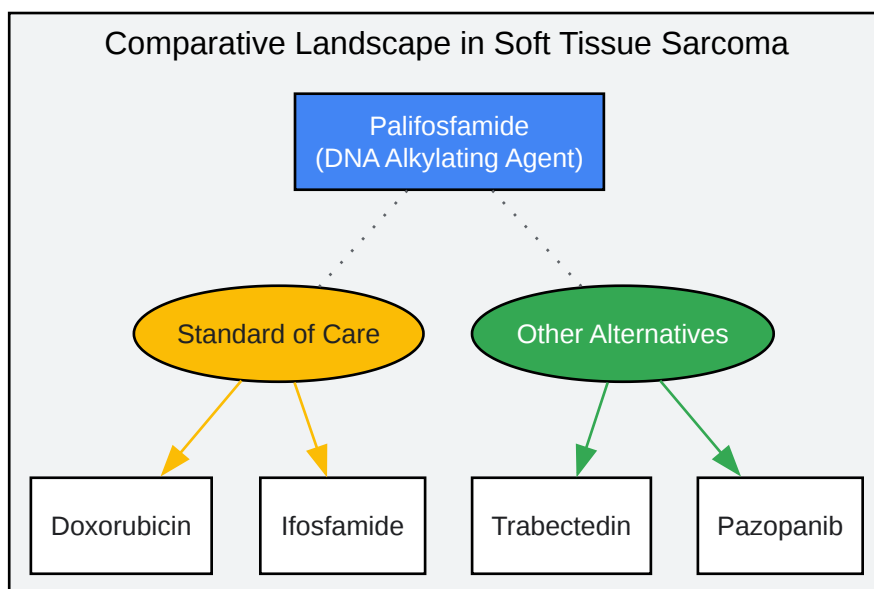 Comparative Landscape in Soft Tissue Sarcoma
Palifosfamide
(DNA Alkylating Agent)
Standard of Care
Other Alternatives
Doxorubicin
Ifosfamide
Trabectedin
Pazopanib